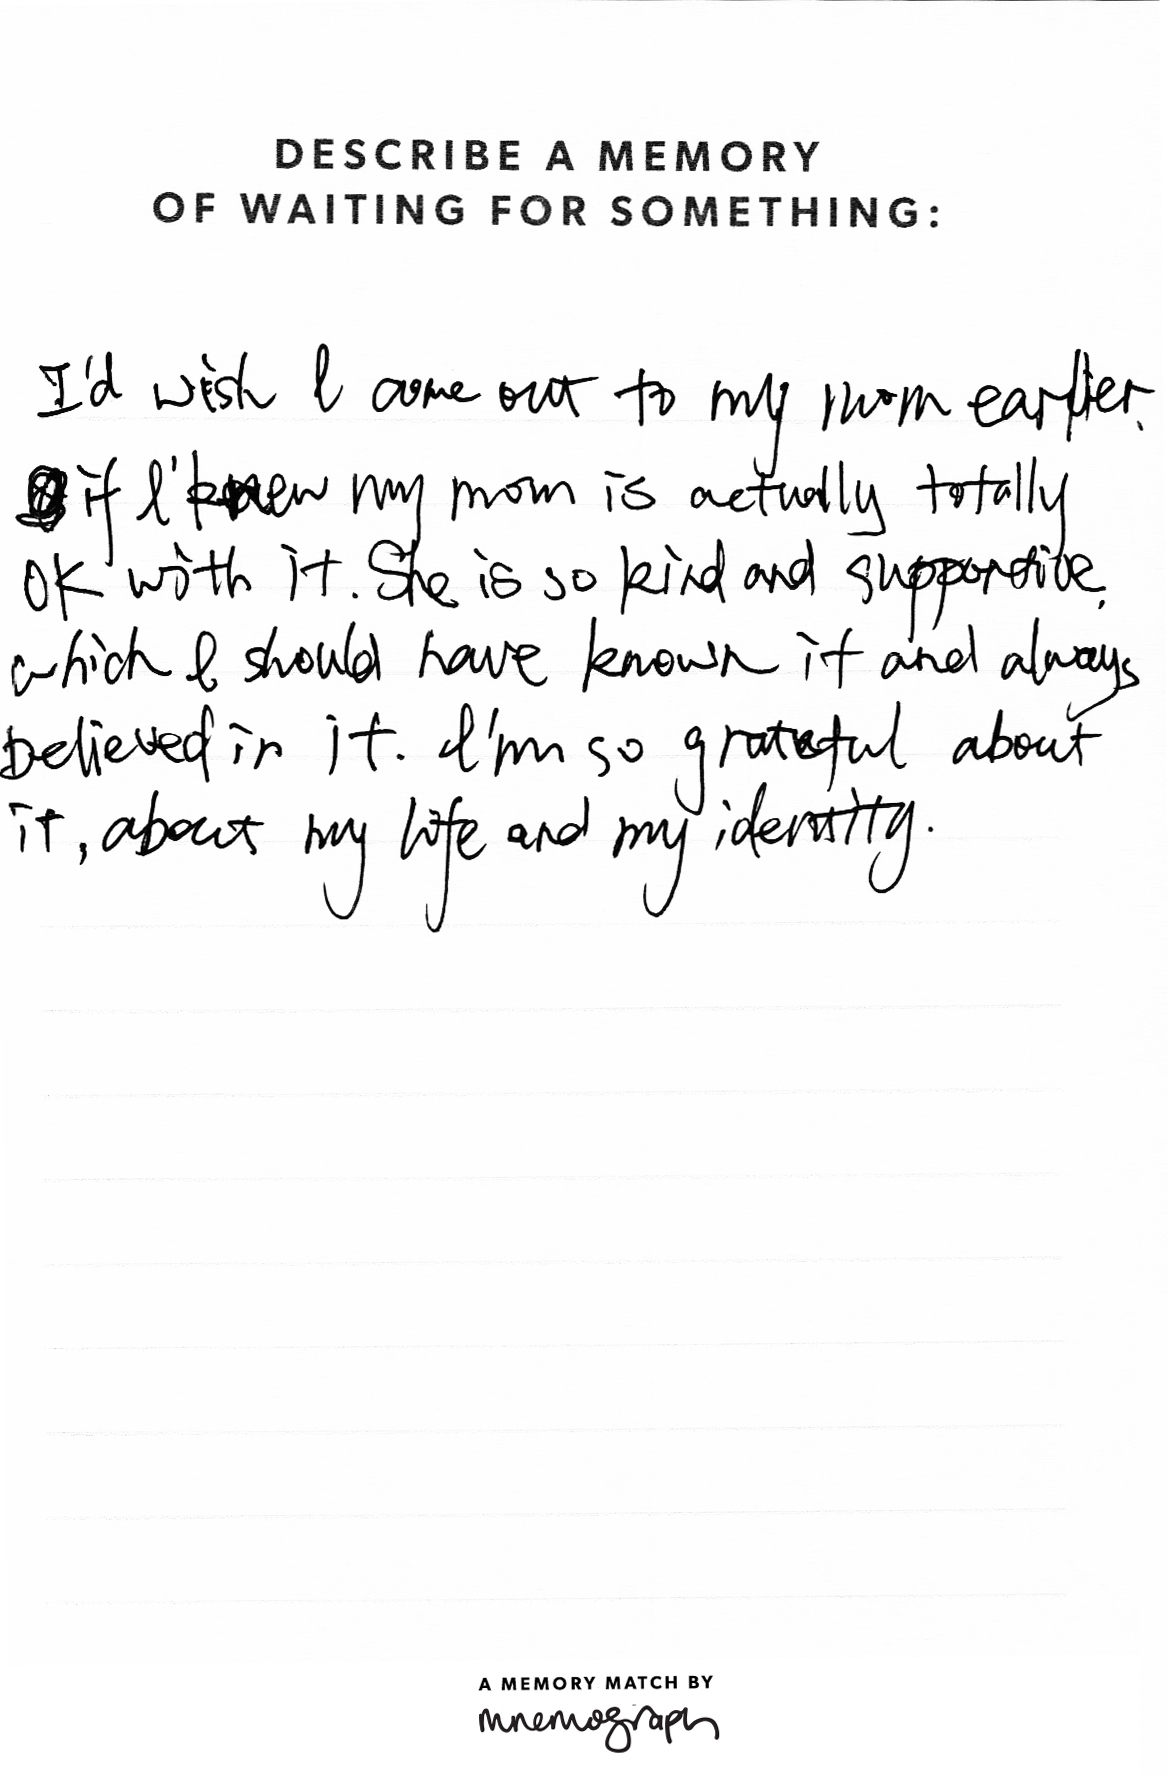 DESCRIBE A MEMORY
OF WAITING FOR SOMETHING:
I'd wish I come out to my mom earlier.
if I knew my mom is actually totally
OK with it. She is so kind and supportive,
which I should have known it and always
believed in it. I'm so grateful about
it, about my life and my identity.
A MEMORY MATCH BY
mnemograph